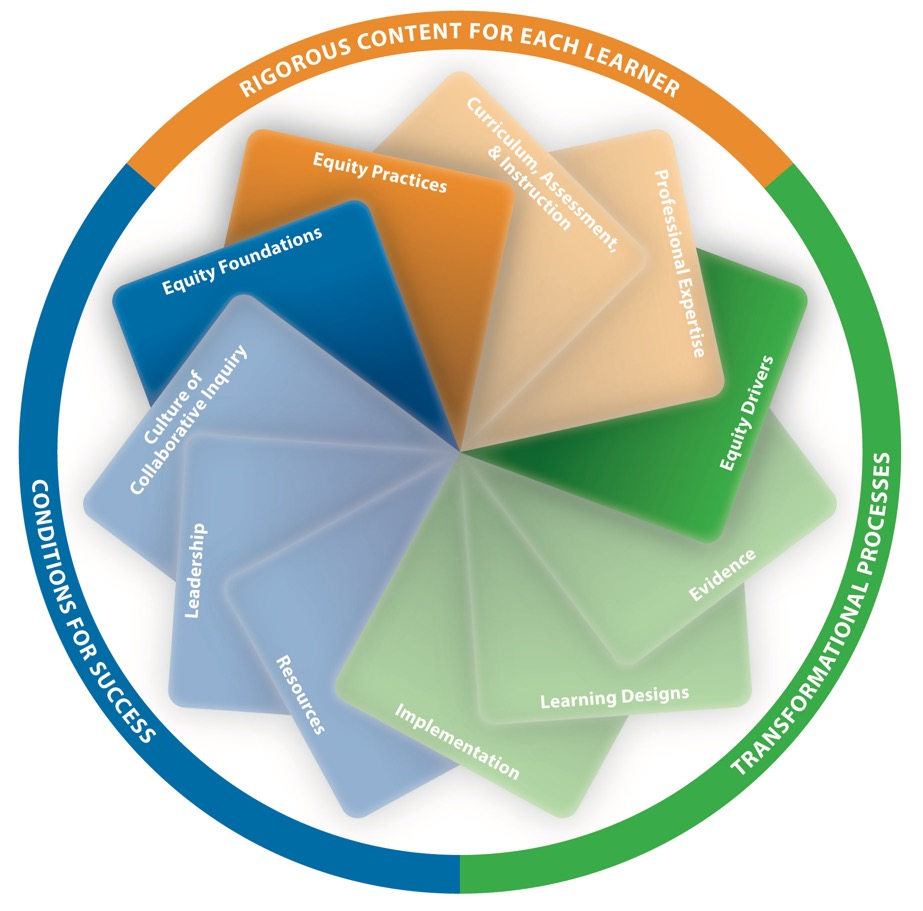 RIGOROUS CONTENT FOR EACH LEARNER
Equity Practices
Curriculum, Assessment,
& Instruction
Professional Expertise
TRANSFORMATIONAL PROCESSES
Equity Drivers
Evidence
Learning Designs
Implementation
CONDITIONS FOR SUCCESS
Equity Foundations
Culture of
Collaborative Inquiry
Leadership
Resources